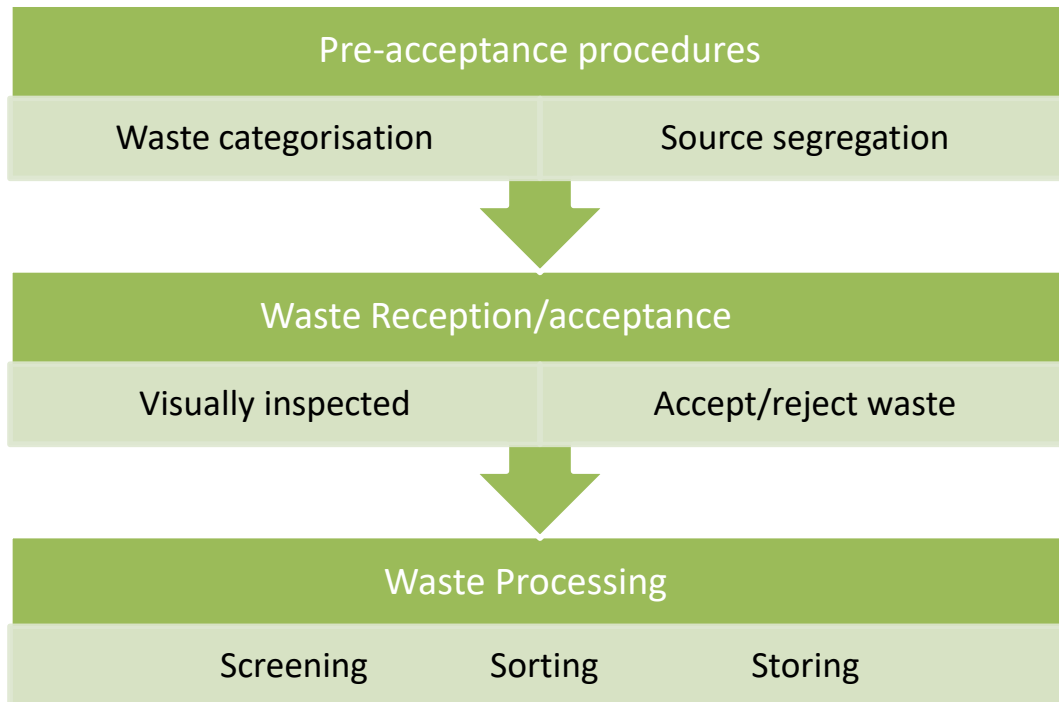 Pre-acceptance procedures
Waste categorisation Source segregation
Waste Reception/acceptance
Visually inspected Accept/reject waste
Waste Processing
Screening Sorting Storing